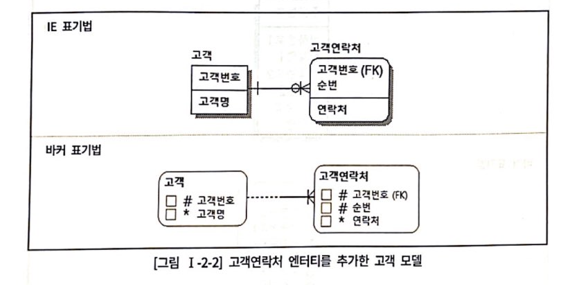 IE 표기법
고객
고객번호
고객명
고객연락처
고객번호 (FK)
순번
연락처
바커 표기법
고객
# 고객번호
* 고객명
고객연락처
# 고객번호 (FK)
# 순번
* 연락처
[그림 Ⅰ-2-2] 고객연락처 엔터티를 추가한 고객 모델